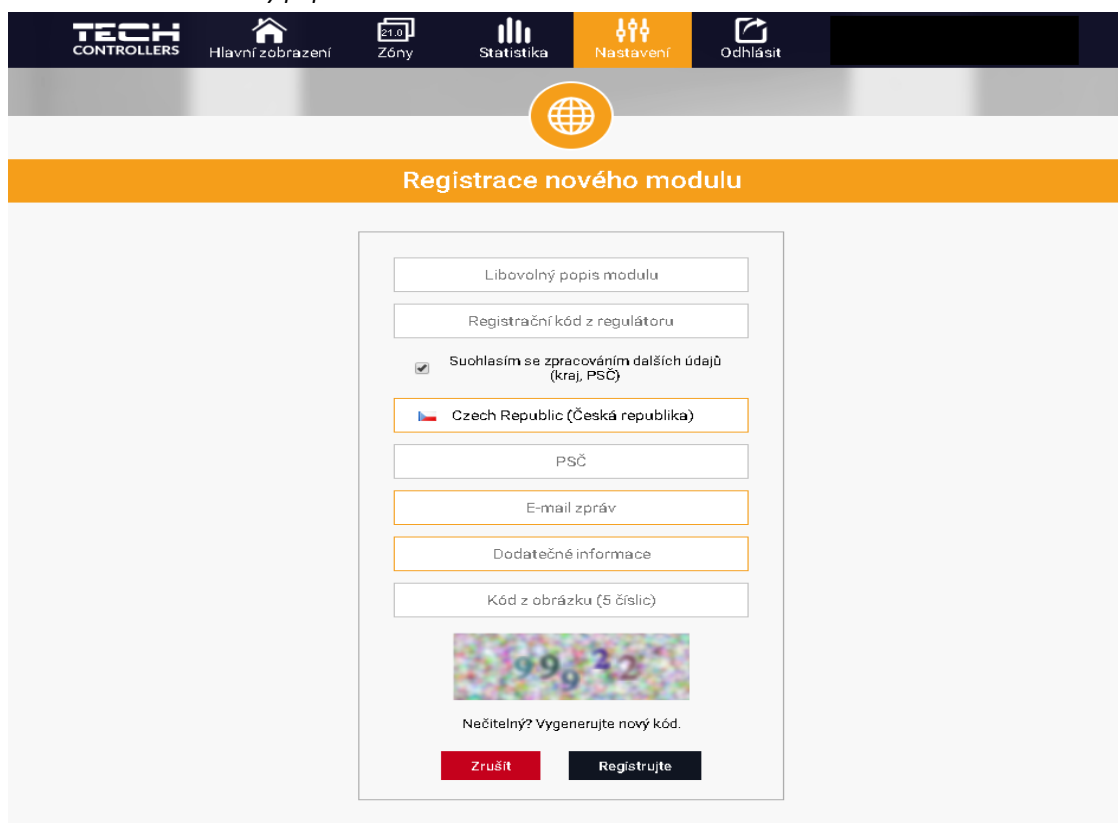 TECH
CONTROLLERS
Hlavní zobrazení
21.0
Zóny
Statistika
Nastavení
Odhlásit
Registrace nového modulu
Libovolný popis modulu
Registrační kód z regulátoru
Suohlasím se zpracováním dalších údajů
(kraj, PSČ)
Czech Republic (Česká republika)
PSČ
E-mail zpráv
Dodatečné informace
Kód z obrázku (5 číslic)
99922
Nečitelný? Vygenerujte nový kód.
Zrušit
Registrujte